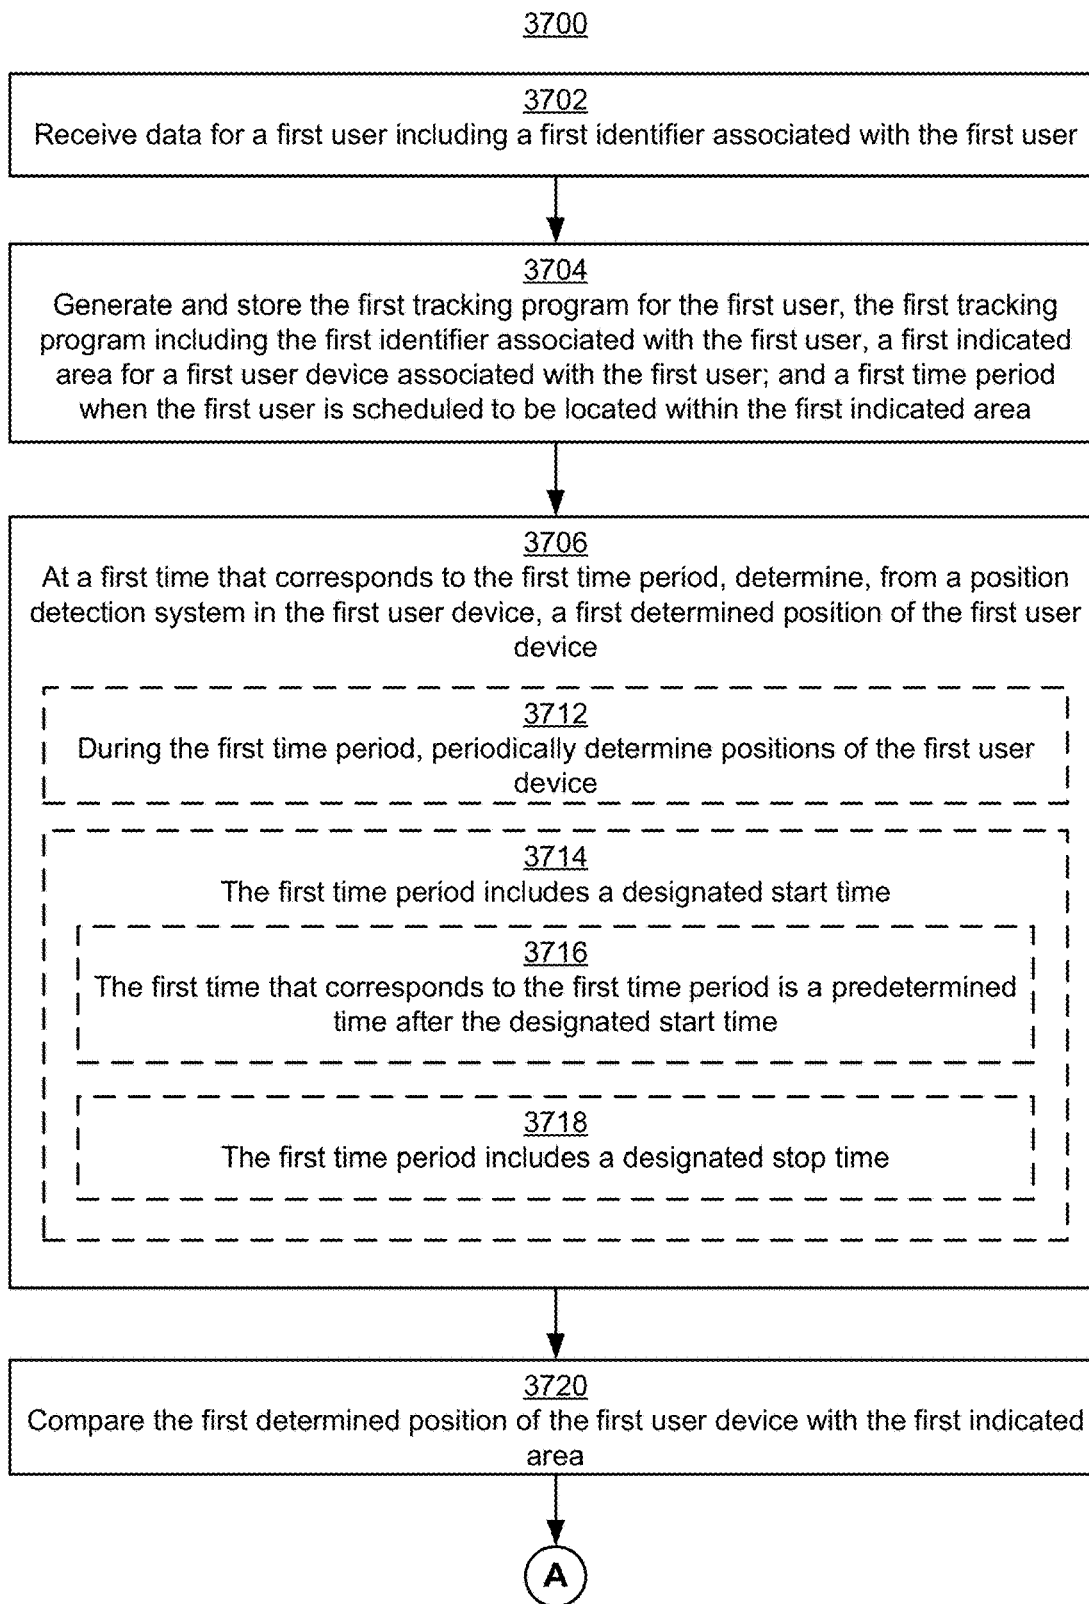 3700
3702
Receive data for a first user including a first identifier associated with the first user
3704
Generate and store the first tracking program for the first user, the first tracking
program including the first identifier associated with the first user, a first indicated
area for a first user device associated with the first user; and a first time period
when the first user is scheduled to be located within the first indicated area
3706
At a first time that corresponds to the first time period, determine, from a position
detection system in the first user device, a first determined position of the first user
device
3712
During the first time period, periodically determine positions of the first user
device
3714
The first time period includes a designated start time
3716
The first time that corresponds to the first time period is a predetermined
time after the designated start time
3718
The first time period includes a designated stop time
3720
Compare the first determined position of the first user device with the first indicated
area
A